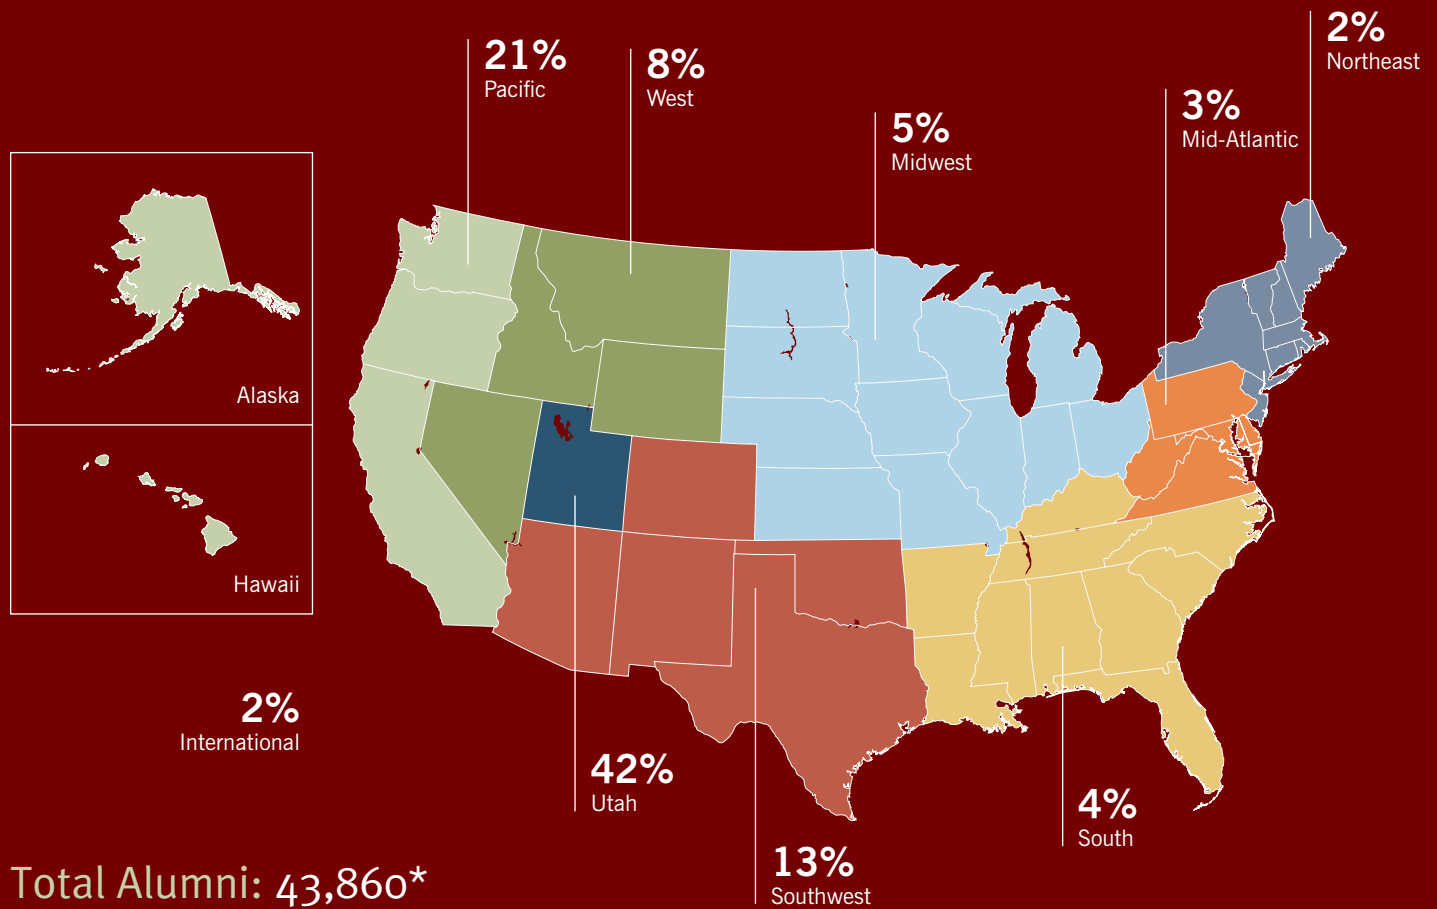 21%
Pacific
8%
West
5%
Midwest
3%
Mid-Atlantic
2%
Northeast
Alaska
Hawaii
2%
International
42%
Utah
13%
Southwest
4%
South
Total Alumni: 43,860*